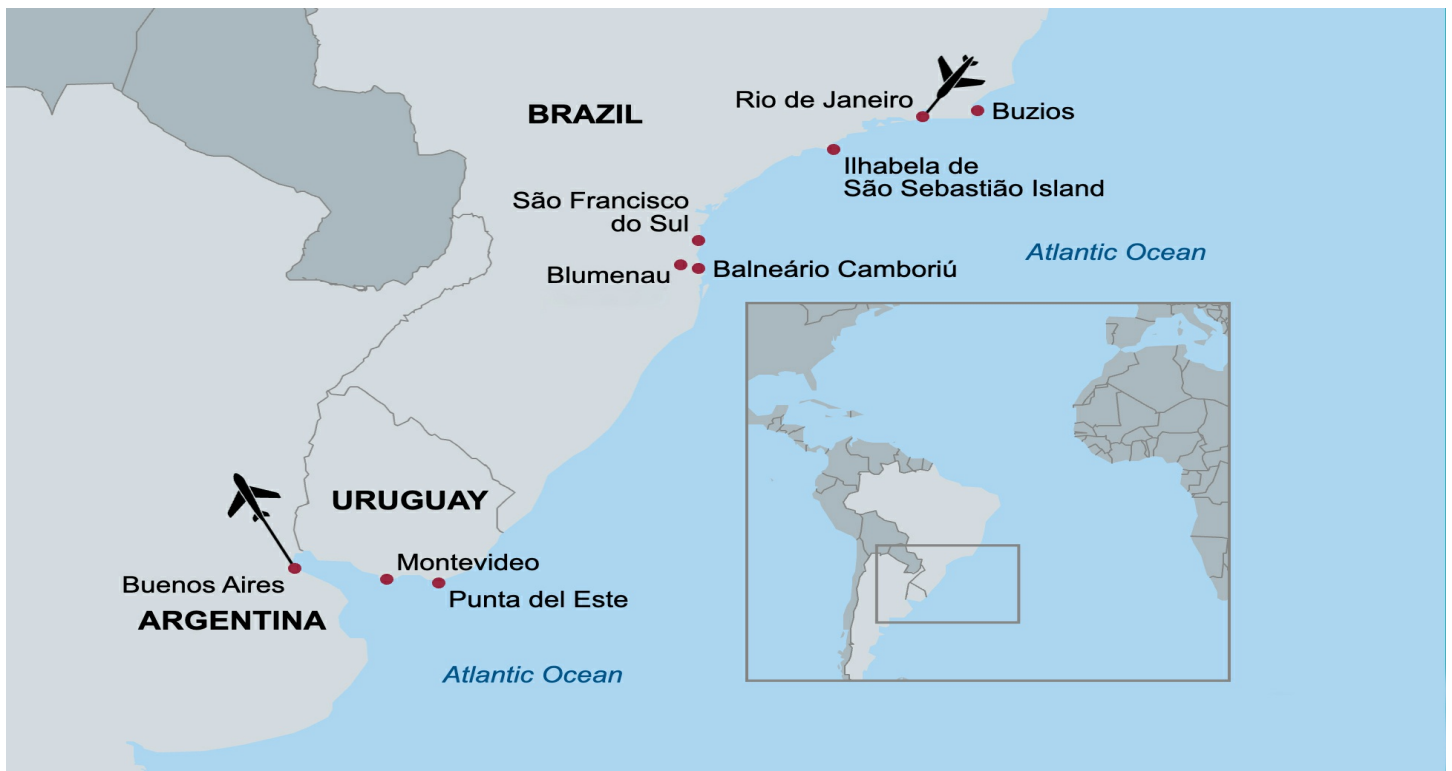 BRAZIL
Rio de Janeiro
Buzios
Ilhabela de
São Sebastião Island
São Francisco
do Sul
Atlantic Ocean
Blumenau
Balneário Camboriú
URUGUAY
Montevideo
Buenos Aires
Punta del Este
ARGENTINA
Atlantic Ocean